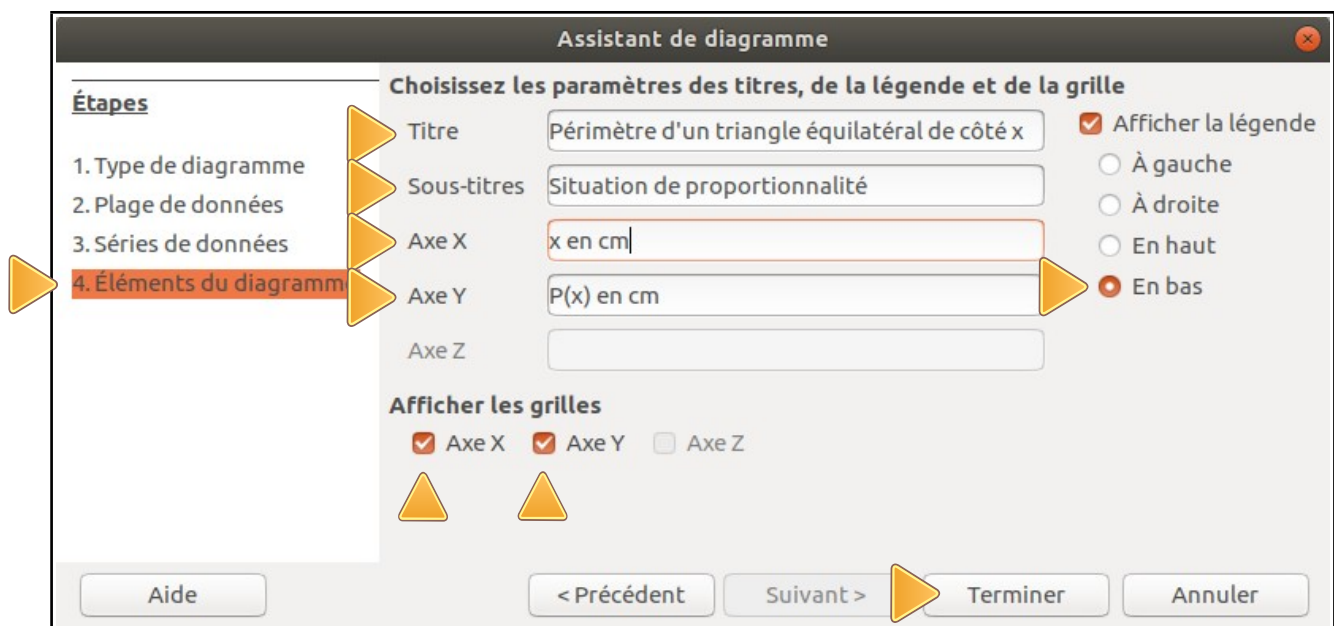 Assistant de diagramme
Étapes
1. Type de diagramme
2. Plage de données
3. Séries de données
4. Éléments du diagramm
Choisissez les paramètres des titres, de la légende et de la grille
Titre
Périmètre d'un triangle équilatéral de côté x
Sous-titres
Situation de proportionnalité
Axe X
x en cm
Axe Y
P(x) en cm
Axe Z
Afficher la légende
À gauche
À droite
En haut
En bas
Afficher les grilles
Axe X Axe Y Axe Z
Aide < Précédent Suivant > Terminer Annuler